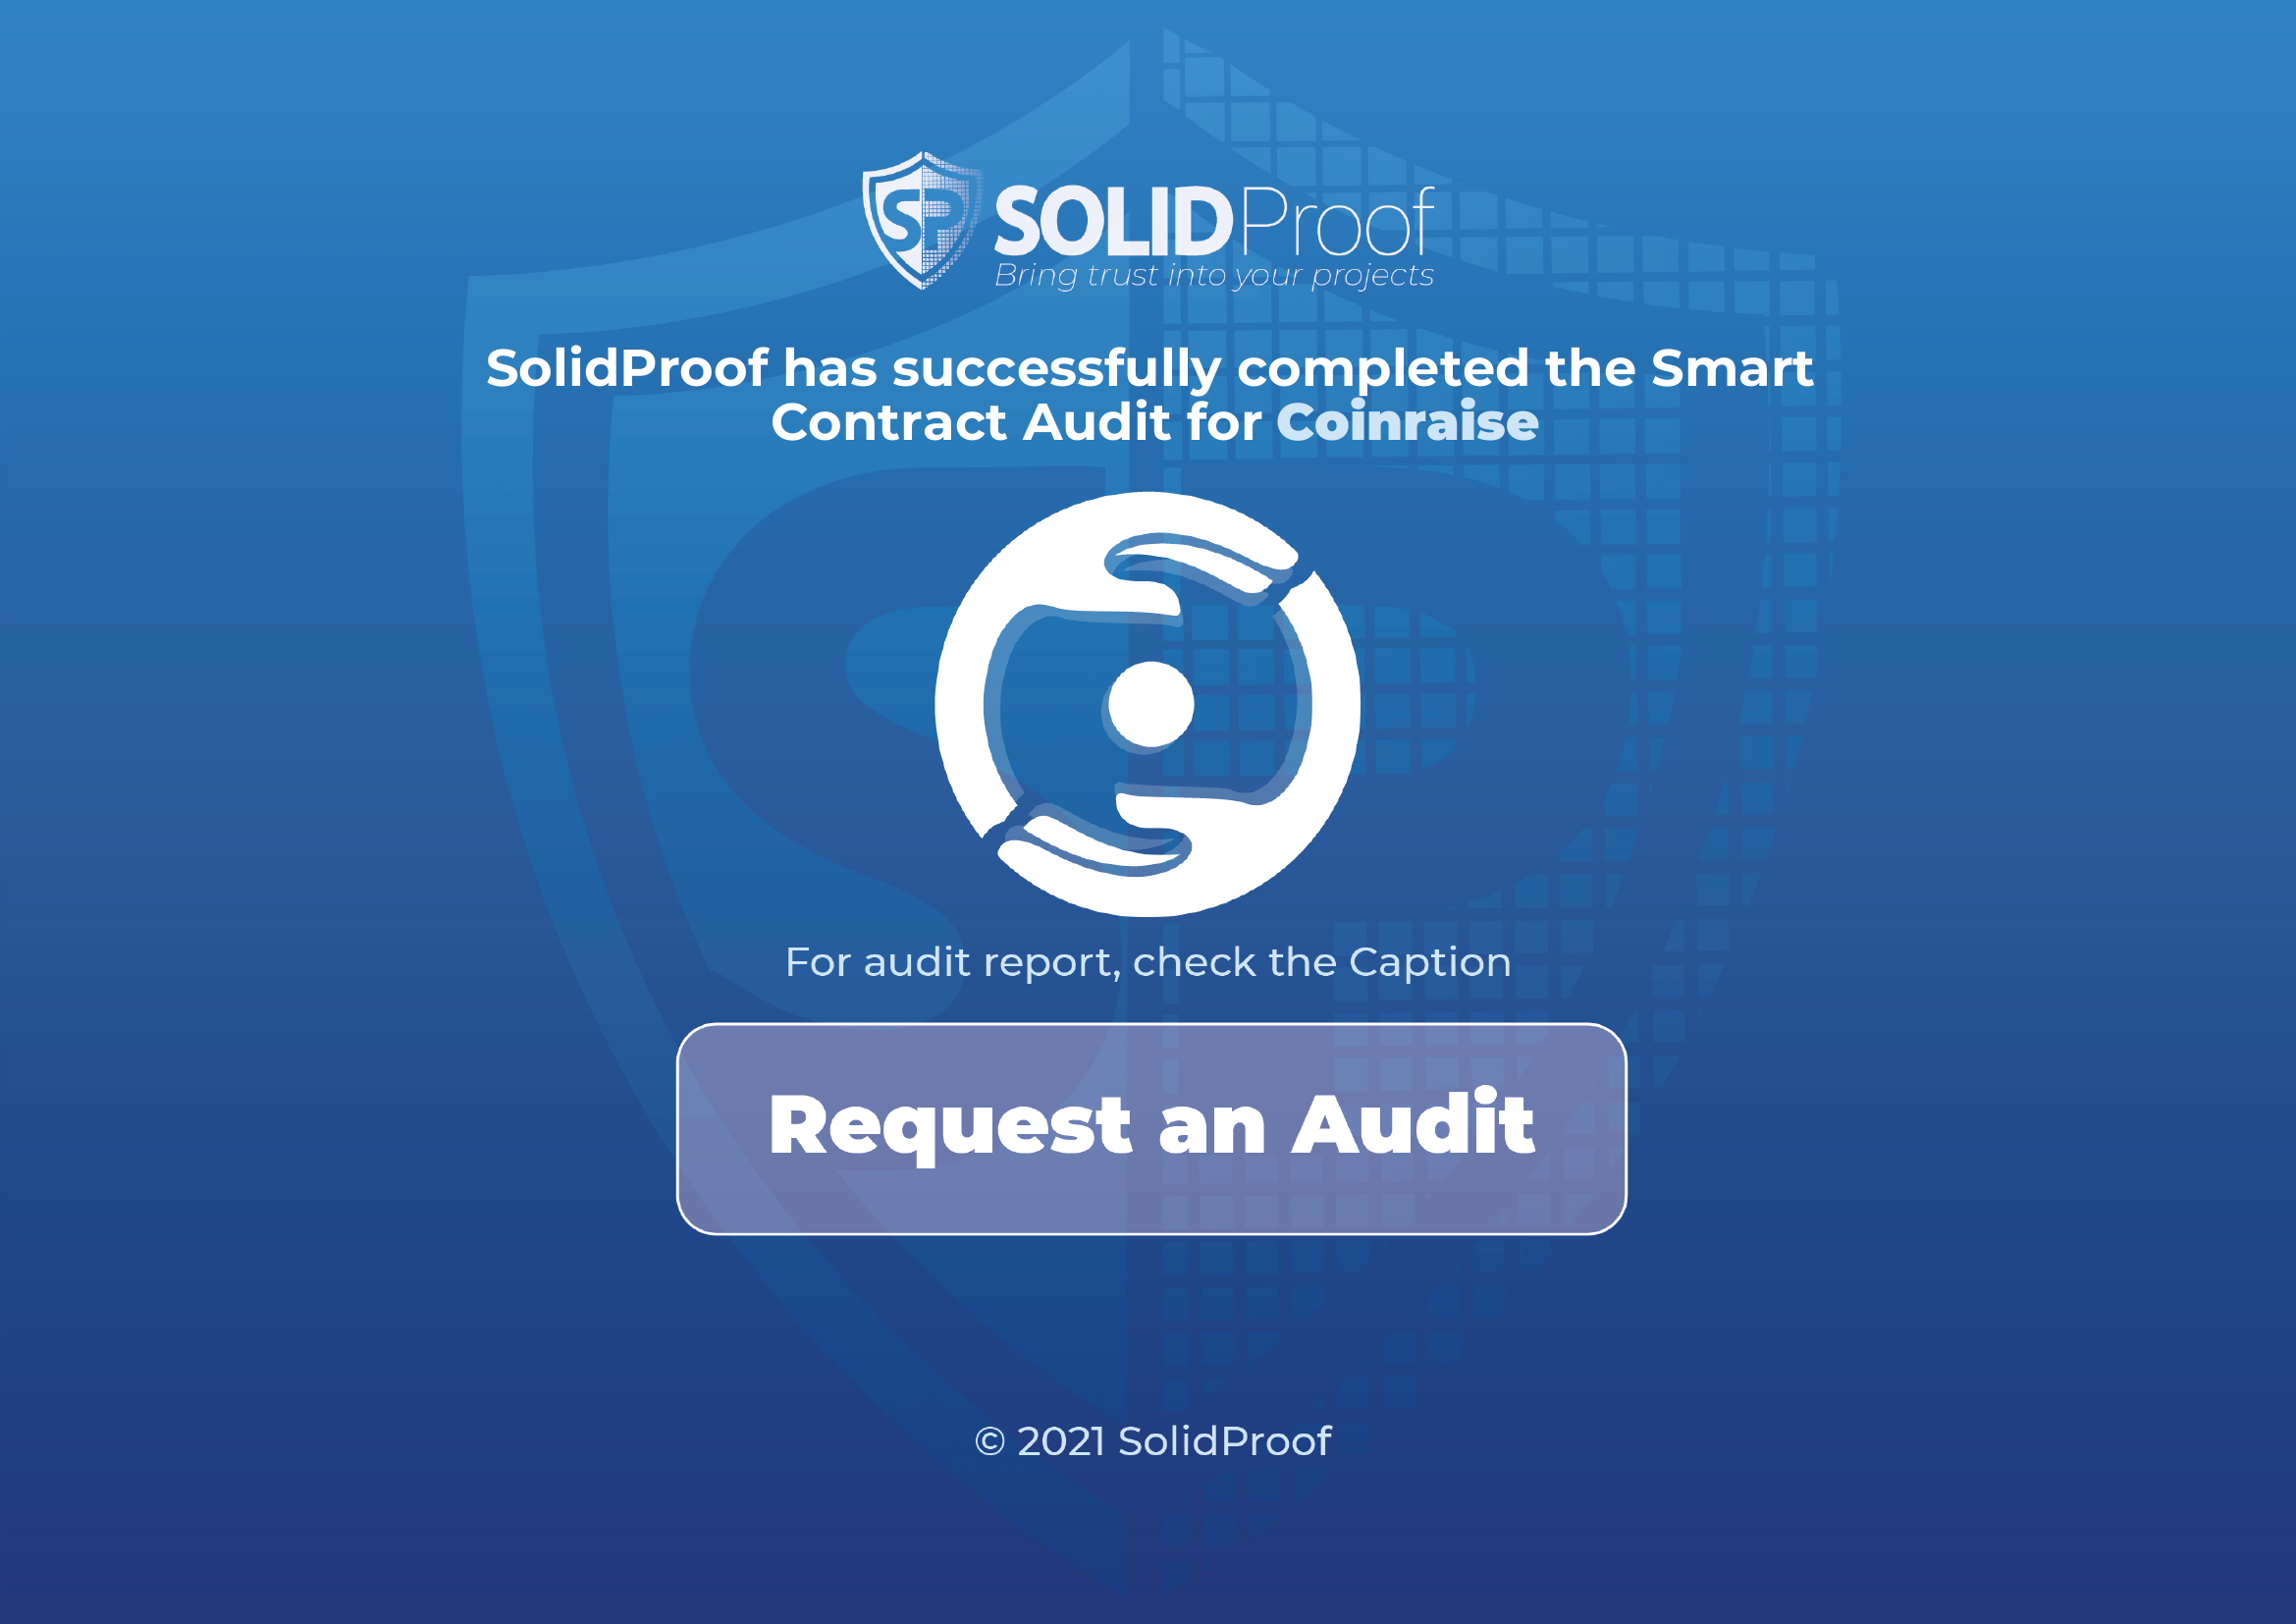 SP SOLIDProof
Bring trust into your projects
SolidProof has successfully completed the Smart
Contract Audit for Coinraise
For audit report, check the Caption
Request an Audit
© 2021 SolidProof